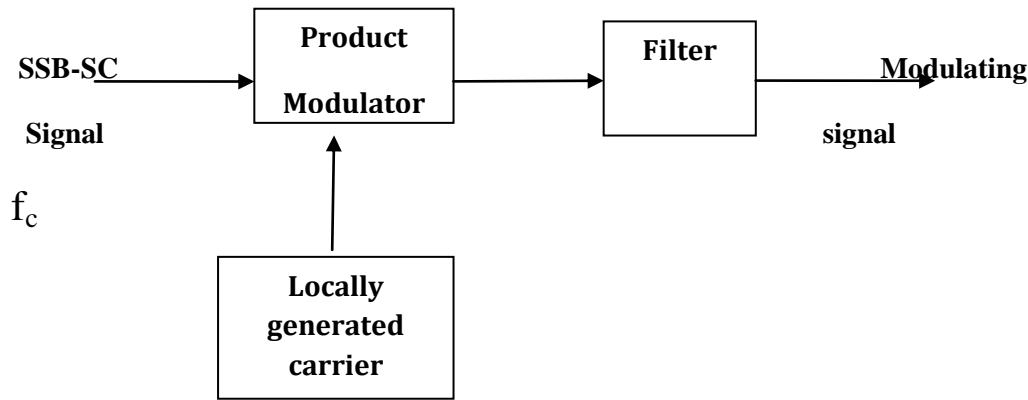 SSB-SC
Signal
f_c
Product
Modulator
Locally
generated
carrier
Filter
Modulating
signal